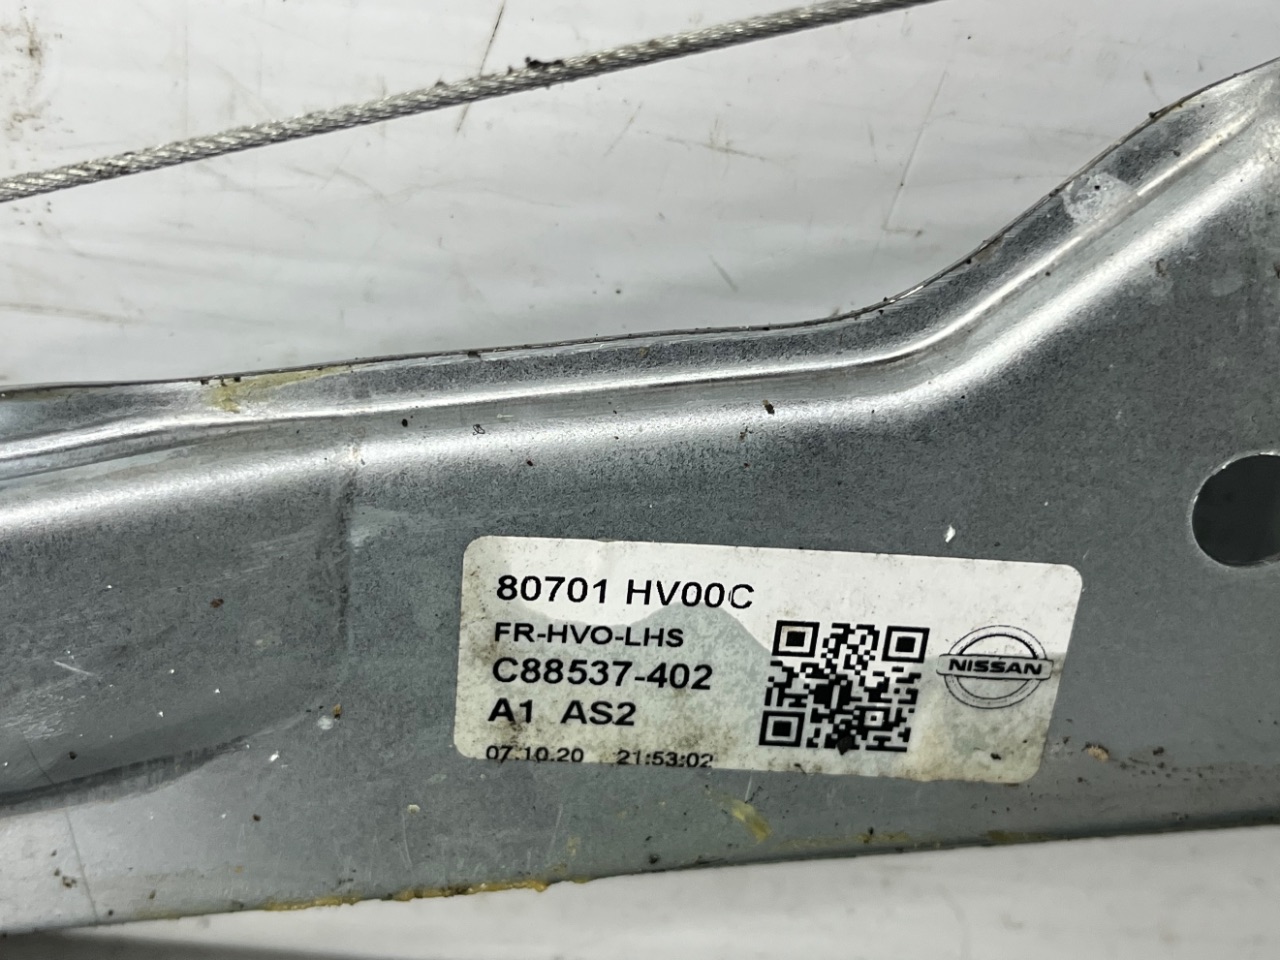 80701 HV00C
FR-HVO-LHS
C88537-402
A1 AS2
07.10.20 21:53:02
NISSAN